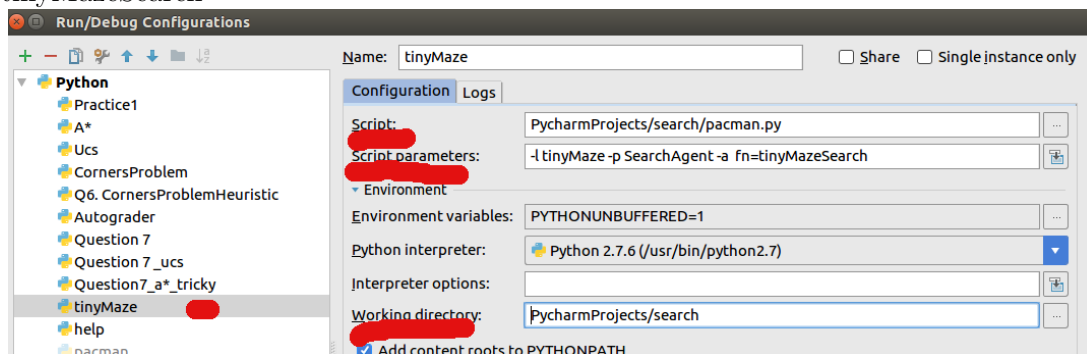 tinyMazeSearch
Run/Debug Configurations
Name: tinyMaze
Share
Single instance only
Python
Practice1
A*
Ucs
CornersProblem
Q6. CornersProblemHeuristic
Autograder
Question 7
Question 7 _ucs
Question7_a*_tricky
tinyMaze
help
pacman
Configuration Logs
Script: PycharmProjects/search/pacman.py
Script parameters: -l tinyMaze -p SearchAgent -a fn=tinyMazeSearch
Environment
Environment variables: PYTHONUNBUFFERED=1
Python interpreter: Python 2.7.6 (/usr/bin/python2.7)
Interpreter options:
Working directory: PycharmProjects/search
Add content roots to PYTHONPATH